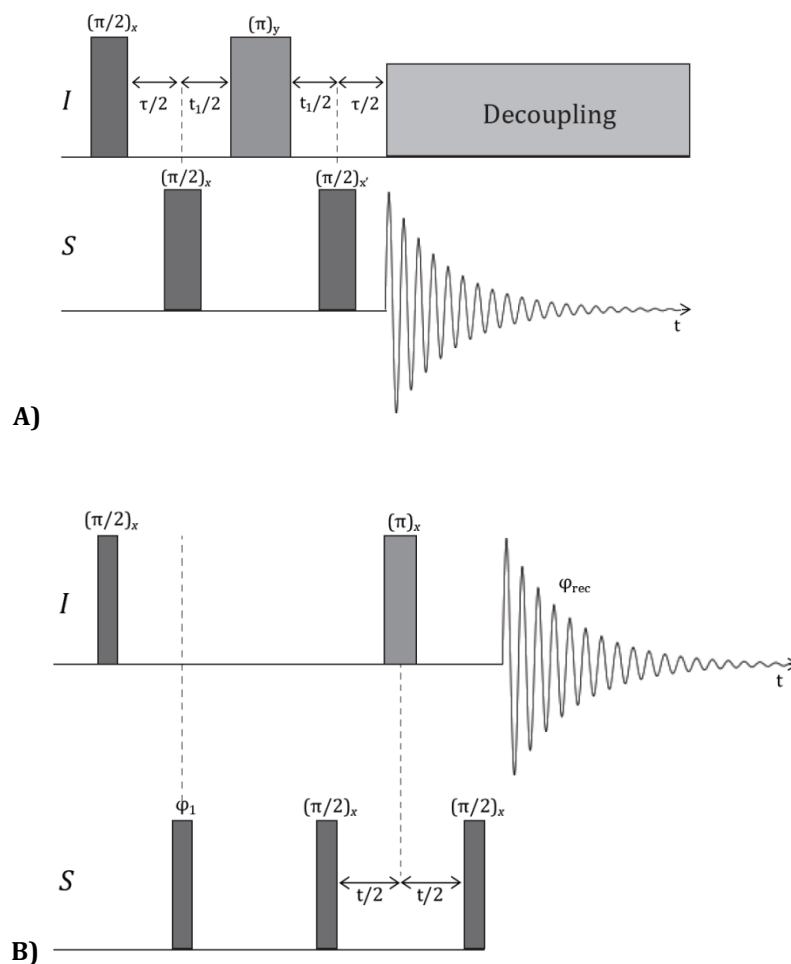 (π/2)ₓ (π)ᵧ
τ/2 t₁/2 t₁/2 τ/2
I
Decoupling
(π/2)ₓ (π/2)ₓ'
S
t
A)
(π/2)ₓ (π)ₓ
φrec
I
t
φ₁ (π/2)ₓ (π/2)ₓ
t/2 t/2
S
B)